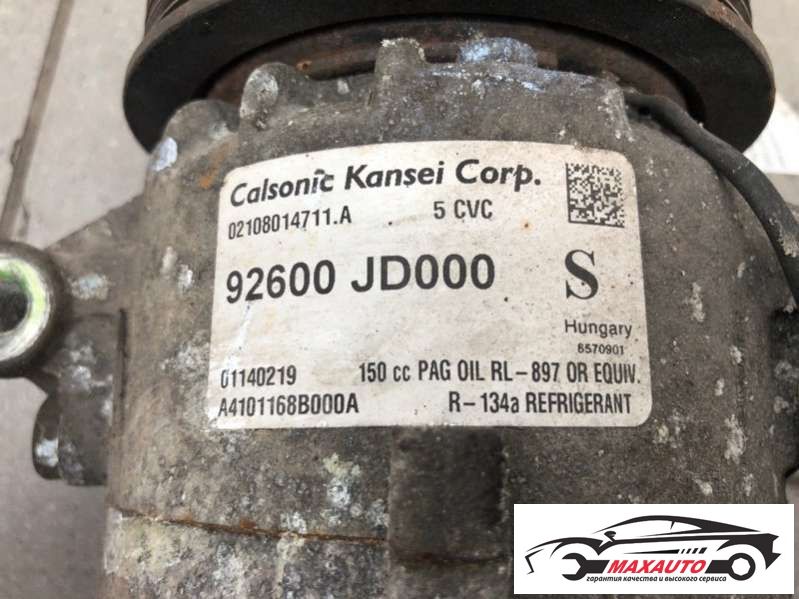 Calsonic Kansei Corp.
02108014711.A 5 CVC
92600 JD000 S
Hungary
6570901
01140219 150 cc PAG OIL RL-897 OR EQUIV.
A4101168B000A R-134a REFRIGERANT
MAXAUTO
гарантия качества и высокого сервиса